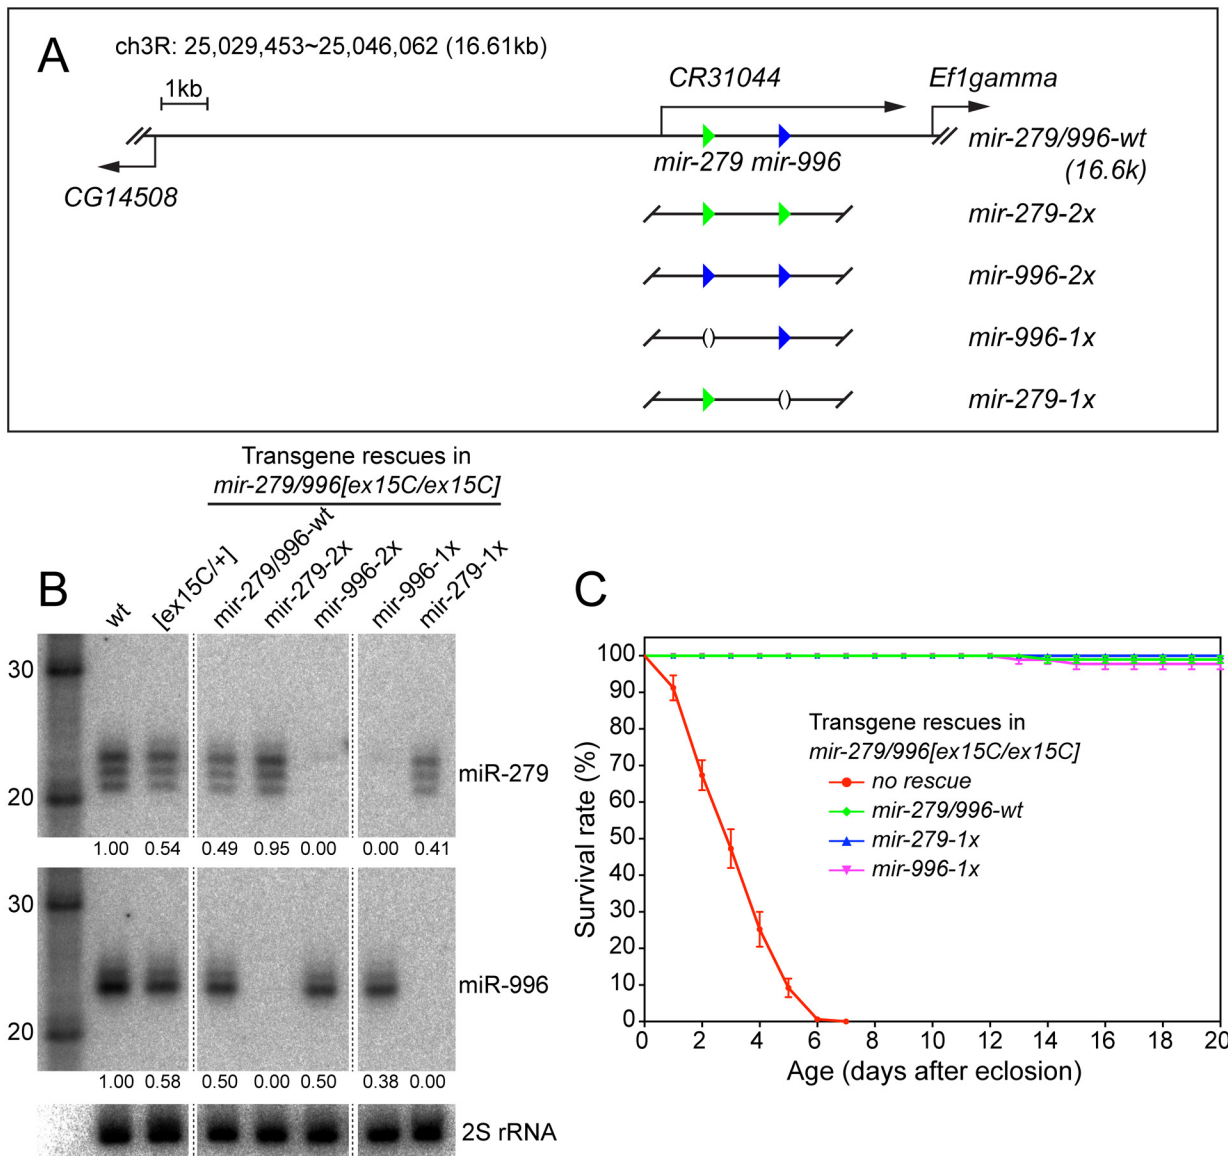 A
ch3R: 25,029,453~25,046,062 (16.61kb)
1kb
CR31044
Ef1gamma
mir-279 mir-996
mir-279/996-wt
(16.6k)
CG14508
mir-279-2x
mir-996-2x
() mir-996-1x
() mir-279-1x
Transgene rescues in
mir-279/996[ex15C/ex15C]
B
wt
[ex15C/+]
mir-279/996-wt
mir-279-2x
mir-996-2x
mir-996-1x
mir-279-1x
30
20
miR-279
1.00 0.54 0.49 0.95 0.00 0.00 0.41
30
20
miR-996
1.00 0.58 0.50 0.00 0.50 0.38 0.00
2S rRNA
C
Survival rate (%)
100
90
80
70
60
50
40
30
20
10
0
Transgene rescues in
mir-279/996[ex15C/ex15C]
no rescue
mir-279/996-wt
mir-279-1x
mir-996-1x
0 2 4 6 8 10 12 14 16 18 20
Age (days after eclosion)